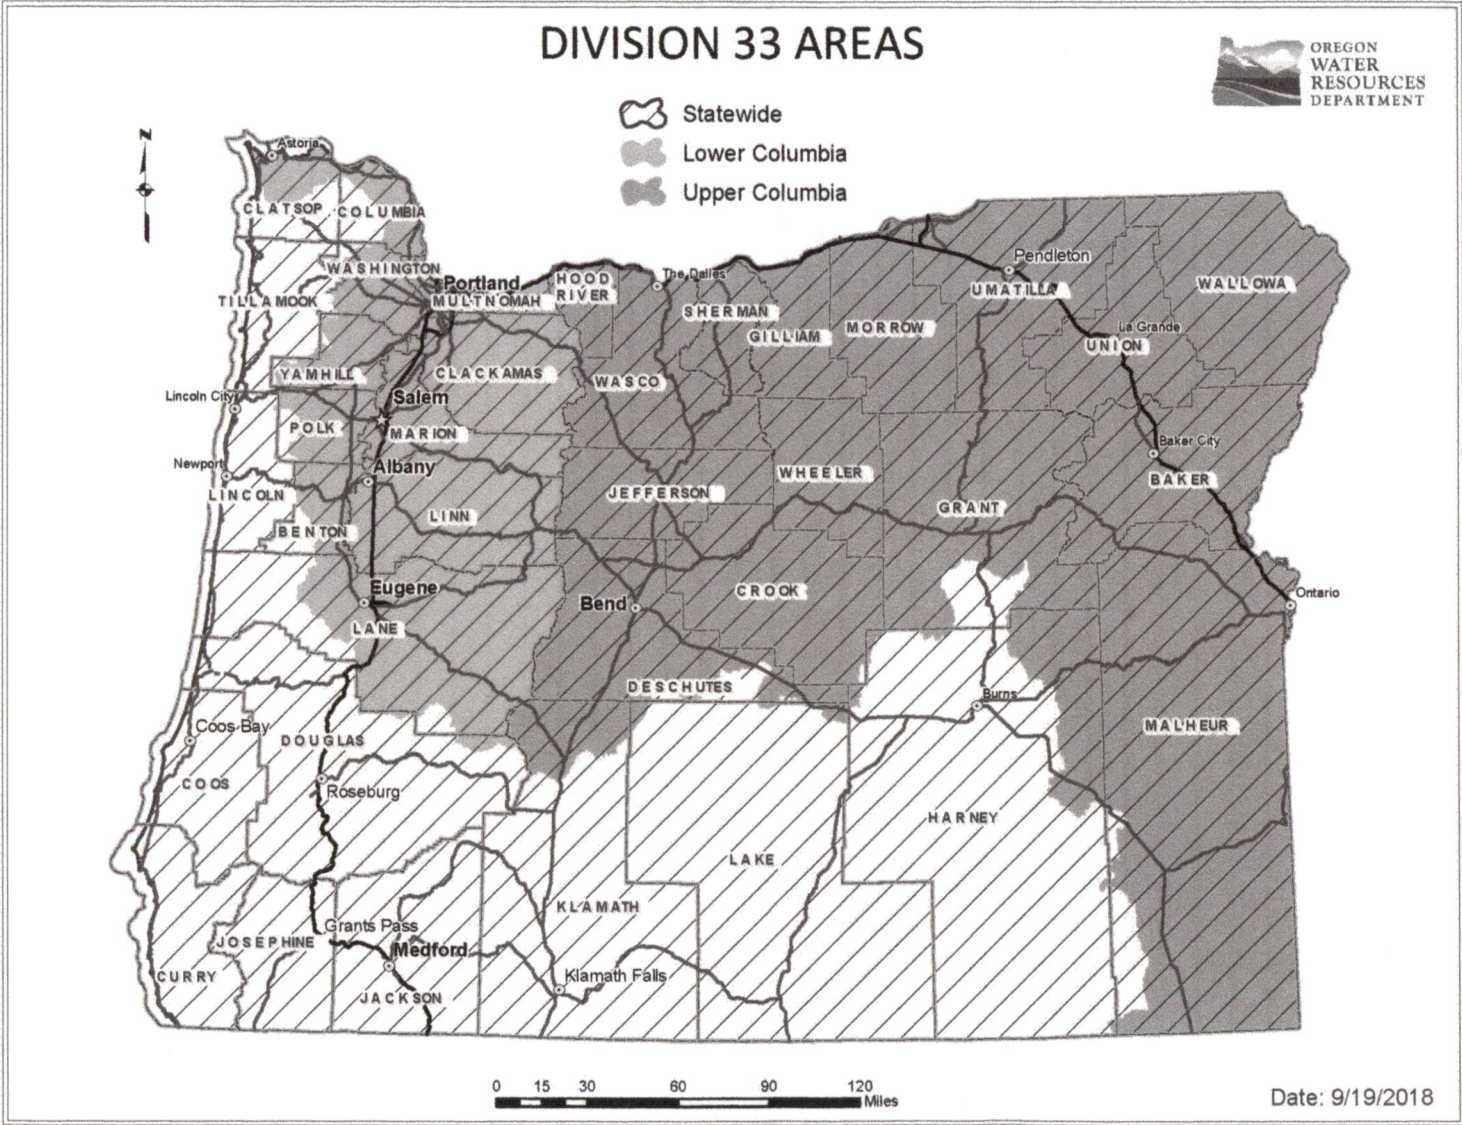 DIVISION 33 AREAS
OREGON
WATER
RESOURCES
DEPARTMENT
Statewide
Lower Columbia
Upper Columbia
N
Astoria
CLATSOP
COLUMBIA
WASHINGTON
Portland
MULTNOMAH
TILLAMOOK
HOOD
RIVER
The Dalles
SHERMAN
GILLIAM
MORROW
Pendleton
UMATILLA
WALLOWA
La Grande
UNION
YAMHILL
CLACKAMAS
WASCO
Lincoln City
Salem
POLK
MARION
Baker City
BAKER
Newport
Albany
LINCOLN
LINN
BENTON
JEFFERSON
WHEELER
GRANT
Eugene
LANE
Bend
CROOK
Ontario
DESCHUTES
Burns
MALHEUR
Coos Bay
DOUGLAS
COOS
Roseburg
HARNEY
LAKE
KLAMATH
Grants Pass
JOSEPHINE
Medford
CURRY
JACKSON
Klamath Falls
0 15 30 60 90 120
Miles
Date: 9/19/2018